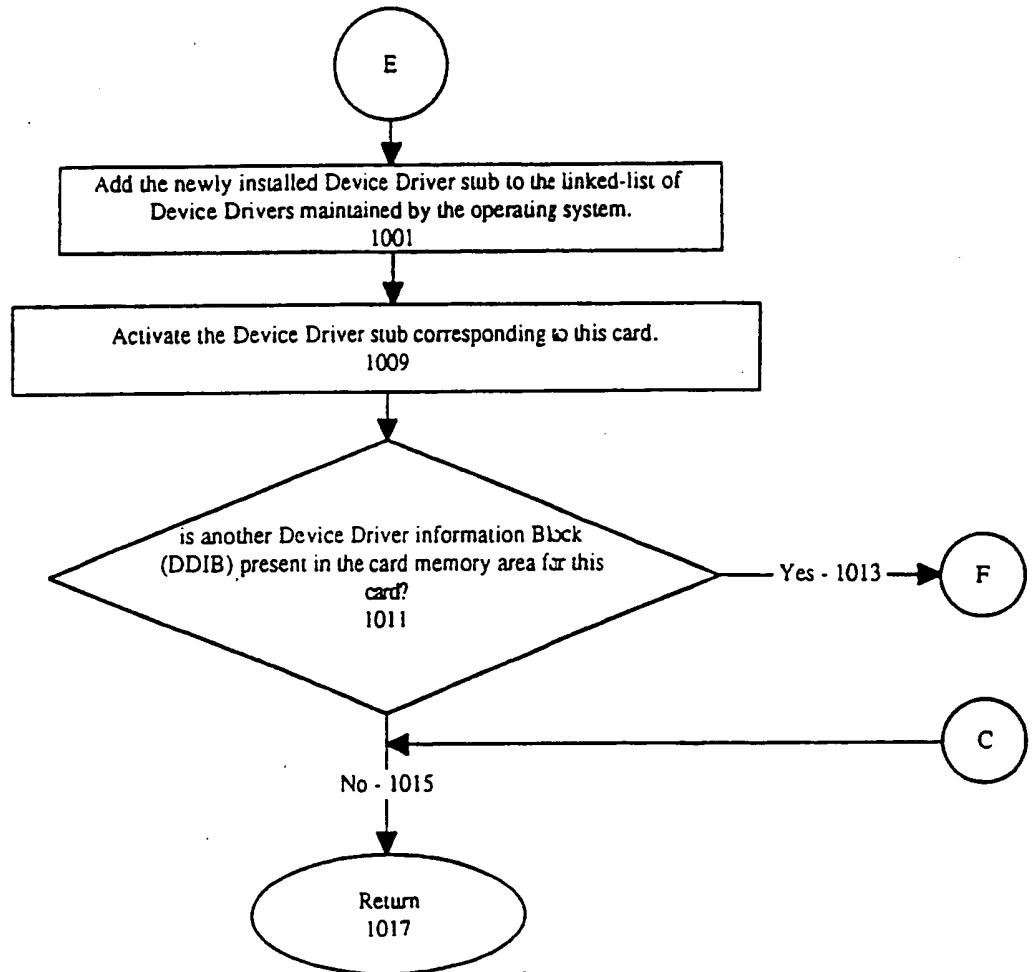 E
Add the newly installed Device Driver stub to the linked-list of
Device Drivers maintained by the operating system.
1001
Activate the Device Driver stub corresponding to this card.
1009
is another Device Driver information Block
(DDIB) present in the card memory area for this
card?
1011
Yes - 1013
F
C
No - 1015
Return
1017